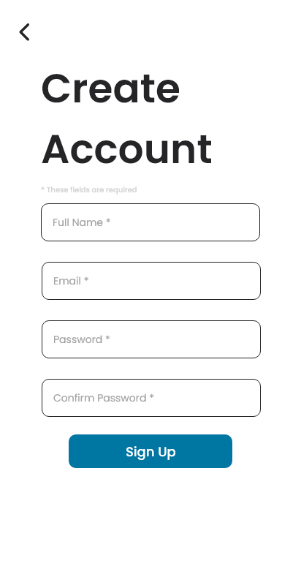 Create
Account
* These fields are required
Full Name *
Email *
Password *
Confirm Password *
Sign Up